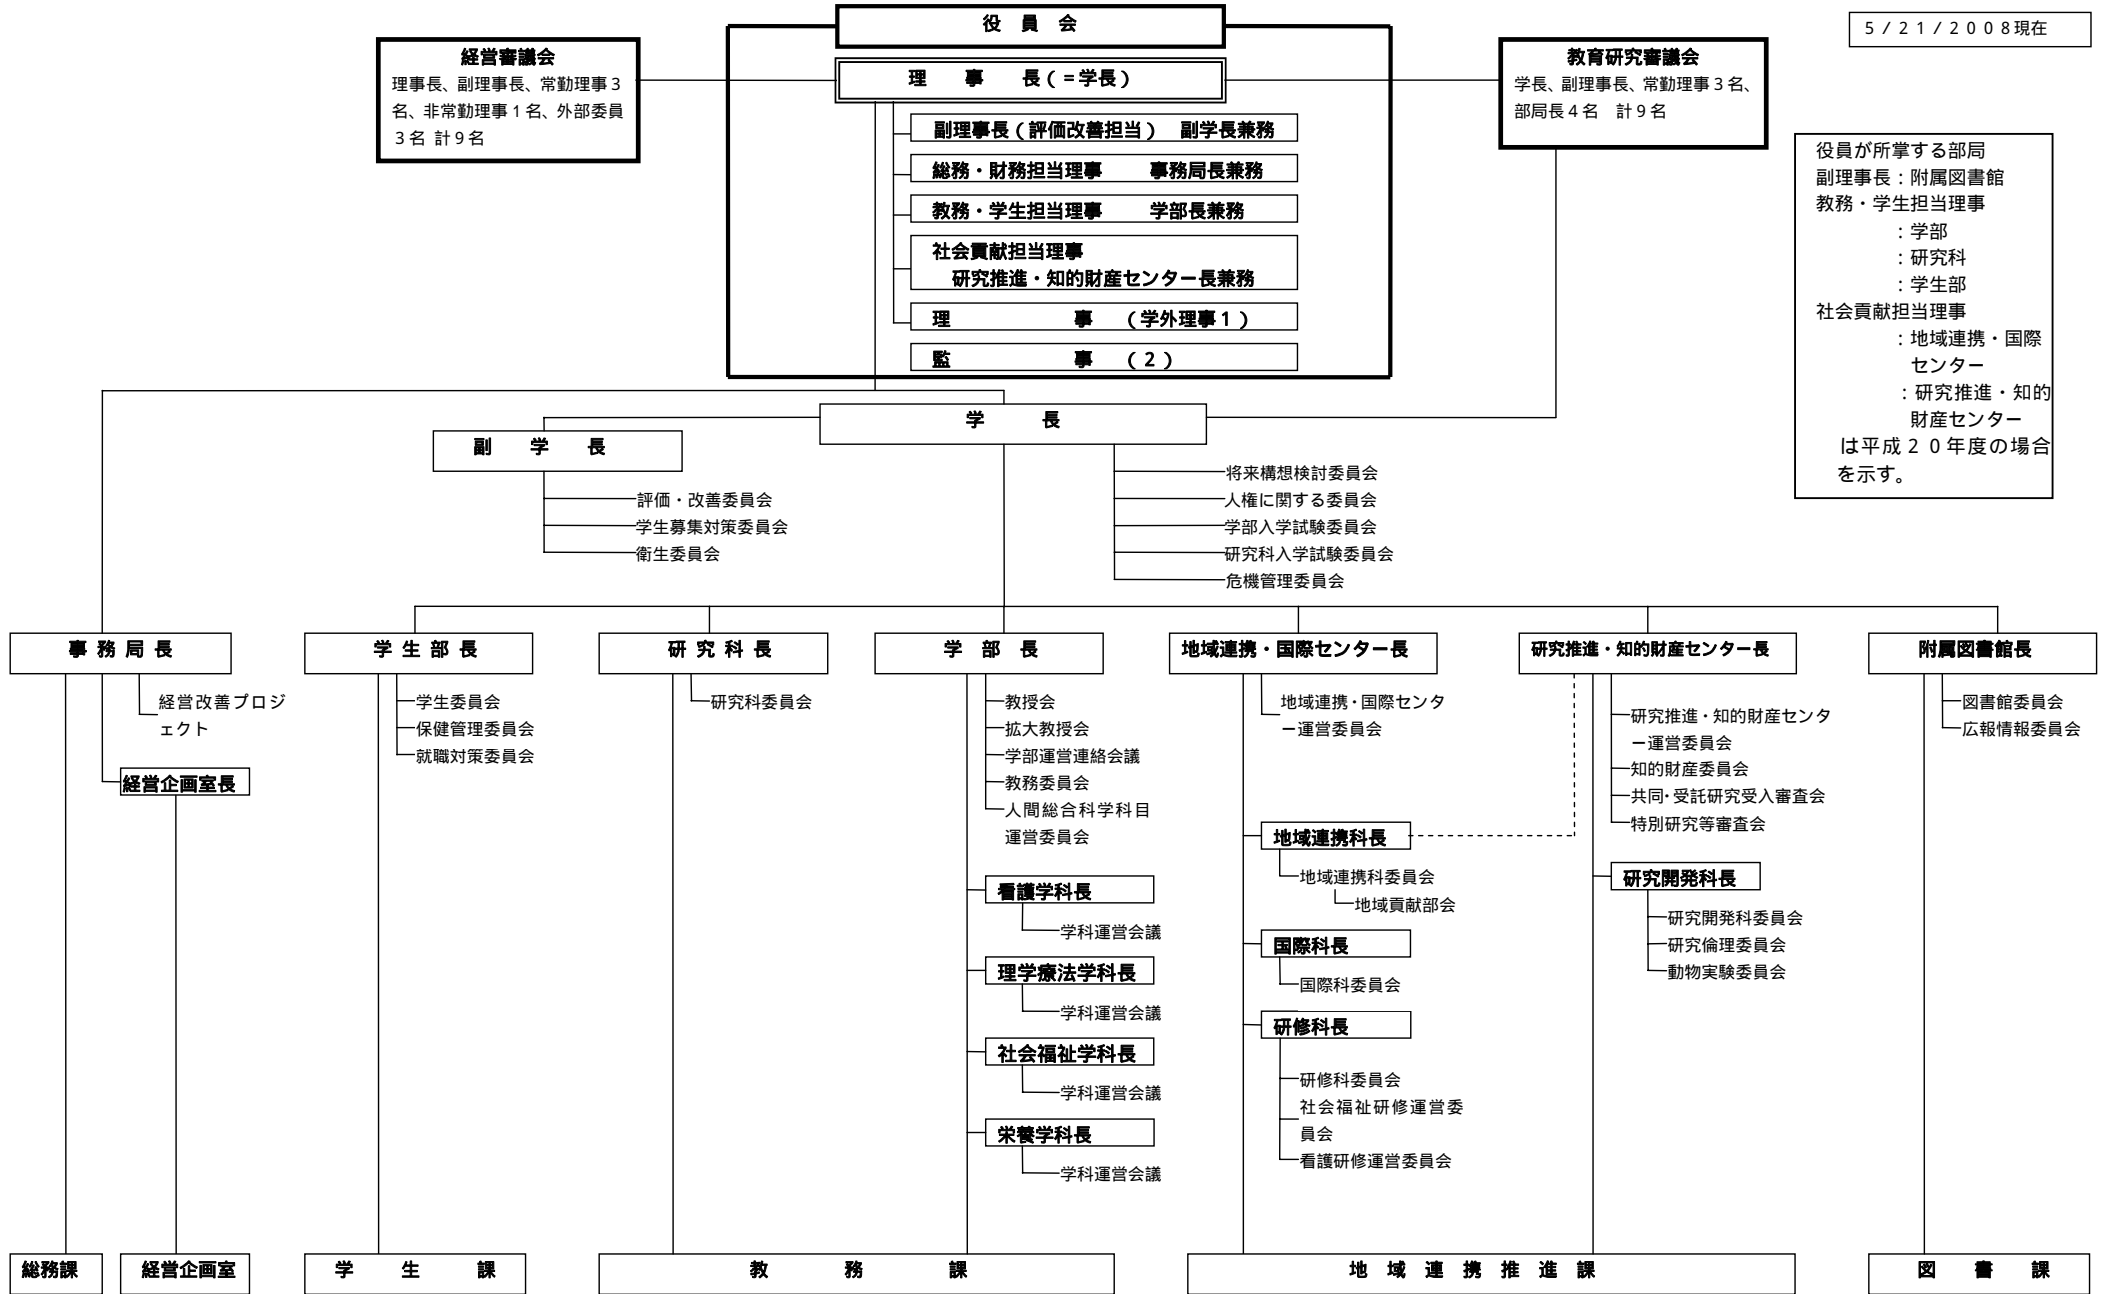 役 員 会
5/21/2008現在
経営審議会
理事長、副理事長、常勤理事3
名、非常勤理事1名、外部委員
3名 計9名
理 事 長(=学長)
教育研究審議会
学長、副理事長、常勤理事3名、
部局長4名 計9名
副理事長(評価改善担当) 副学長兼務
総務・財務担当理事 事務局長兼務
教務・学生担当理事 学部長兼務
社会貢献担当理事
研究推進・知的財産センター長兼務
理 事 (学外理事1)
監 事 (2)
役員が所掌する部局
副理事長:附属図書館
教務・学生担当理事
:学部
:研究科
:学生部
社会貢献担当理事
:地域連携・国際
センター
:研究推進・知的
財産センター
は平成20年度の場合
を示す。
学 長
副 学 長
評価・改善委員会
学生募集対策委員会
衛生委員会
将来構想検討委員会
人権に関する委員会
学部入学試験委員会
研究科入学試験委員会
危機管理委員会
事 務 局 長
経営改善プロジ
ェクト
経営企画室長
学 生 部 長
学生委員会
保健管理委員会
就職対策委員会
研 究 科 長
研究科委員会
学 部 長
教授会
拡大教授会
学部運営連絡会議
教務委員会
人間総合科学科目
運営委員会
看護学科長
学科運営会議
理学療法学科長
学科運営会議
社会福祉学科長
学科運営会議
栄養学科長
学科運営会議
地域連携・国際センター長
地域連携・国際センタ
ー運営委員会
地域連携科長
地域連携科委員会
地域貢献部会
国際科長
国際科委員会
研修科長
研修科委員会
社会福祉研修運営委
員会
看護研修運営委員会
研究推進・知的財産センター長
研究推進・知的財産センタ
ー運営委員会
知的財産委員会
共同・受託研究受入審査会
特別研究等審査会
研究開発科長
研究開発科委員会
研究倫理委員会
動物実験委員会
附属図書館長
図書館委員会
広報情報委員会
総務課
経営企画室
学 生 課
教 務 課
地 域 連 携 推 進 課
図 書 課